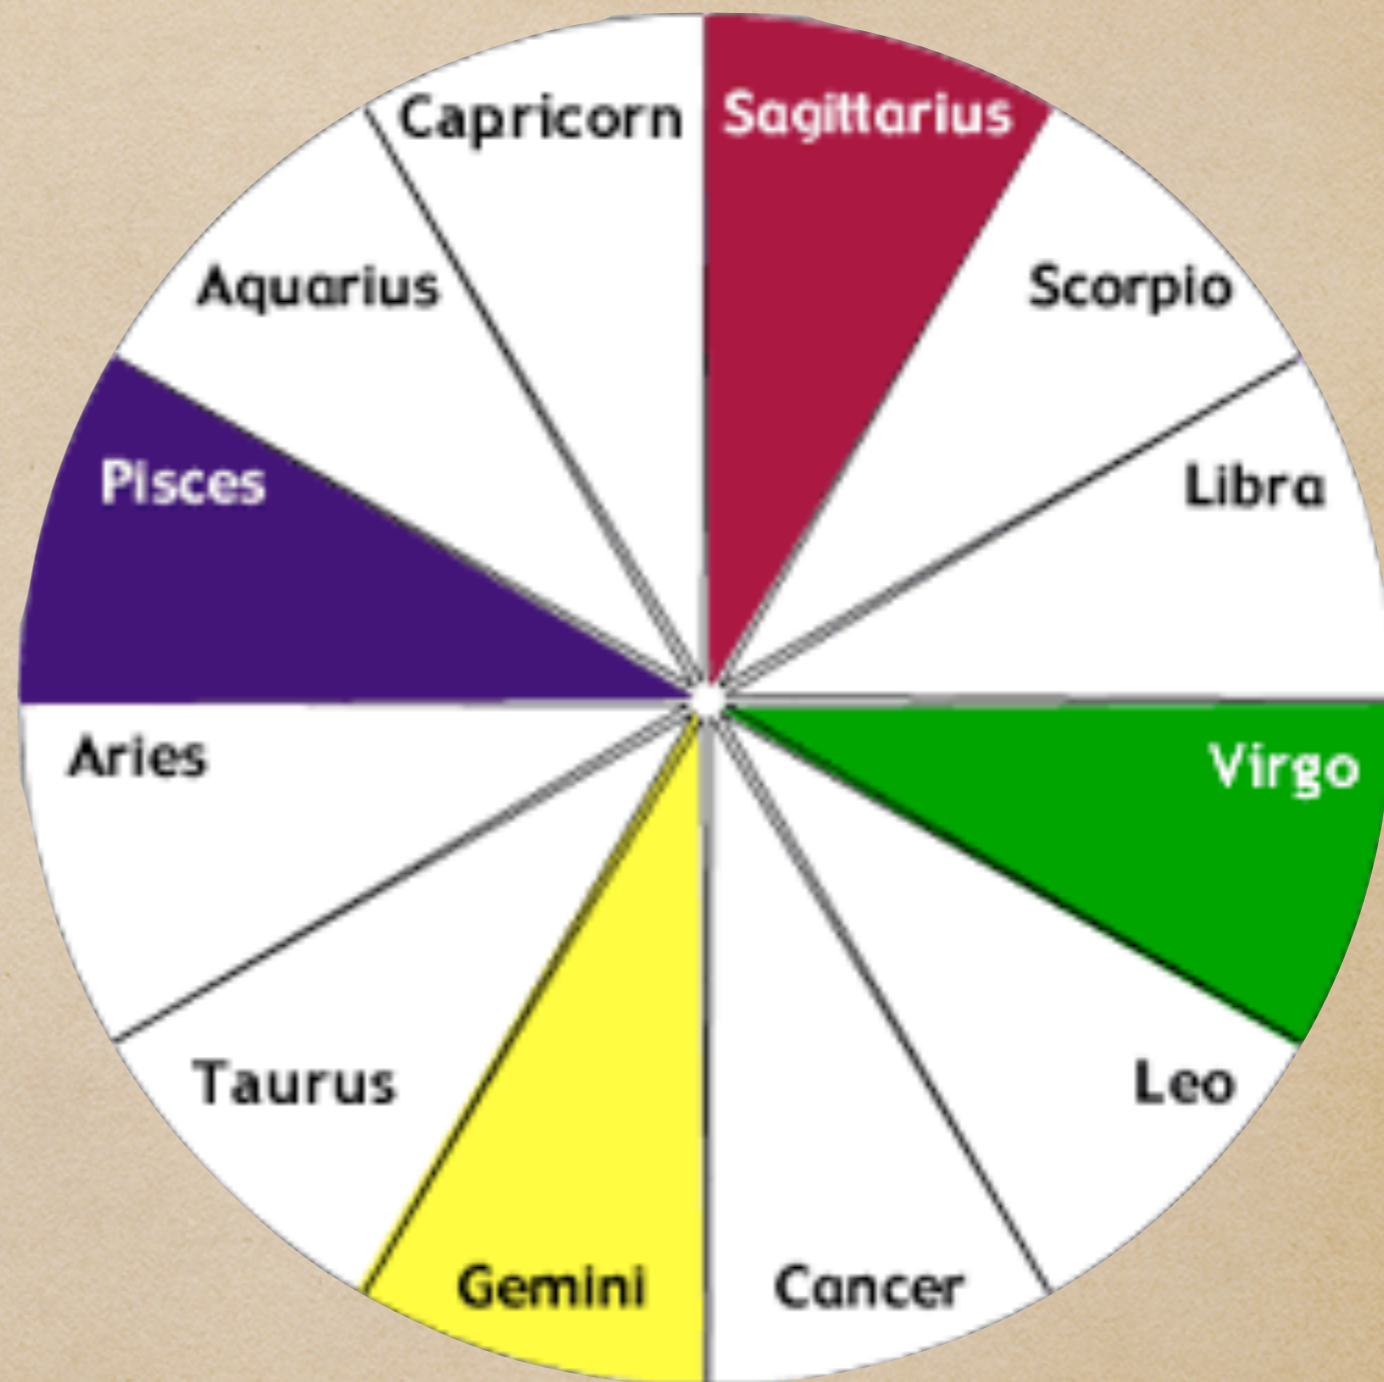 Capricorn
Sagittarius
Aquarius
Scorpio
Pisces
Libra
Aries
Virgo
Taurus
Leo
Gemini
Cancer